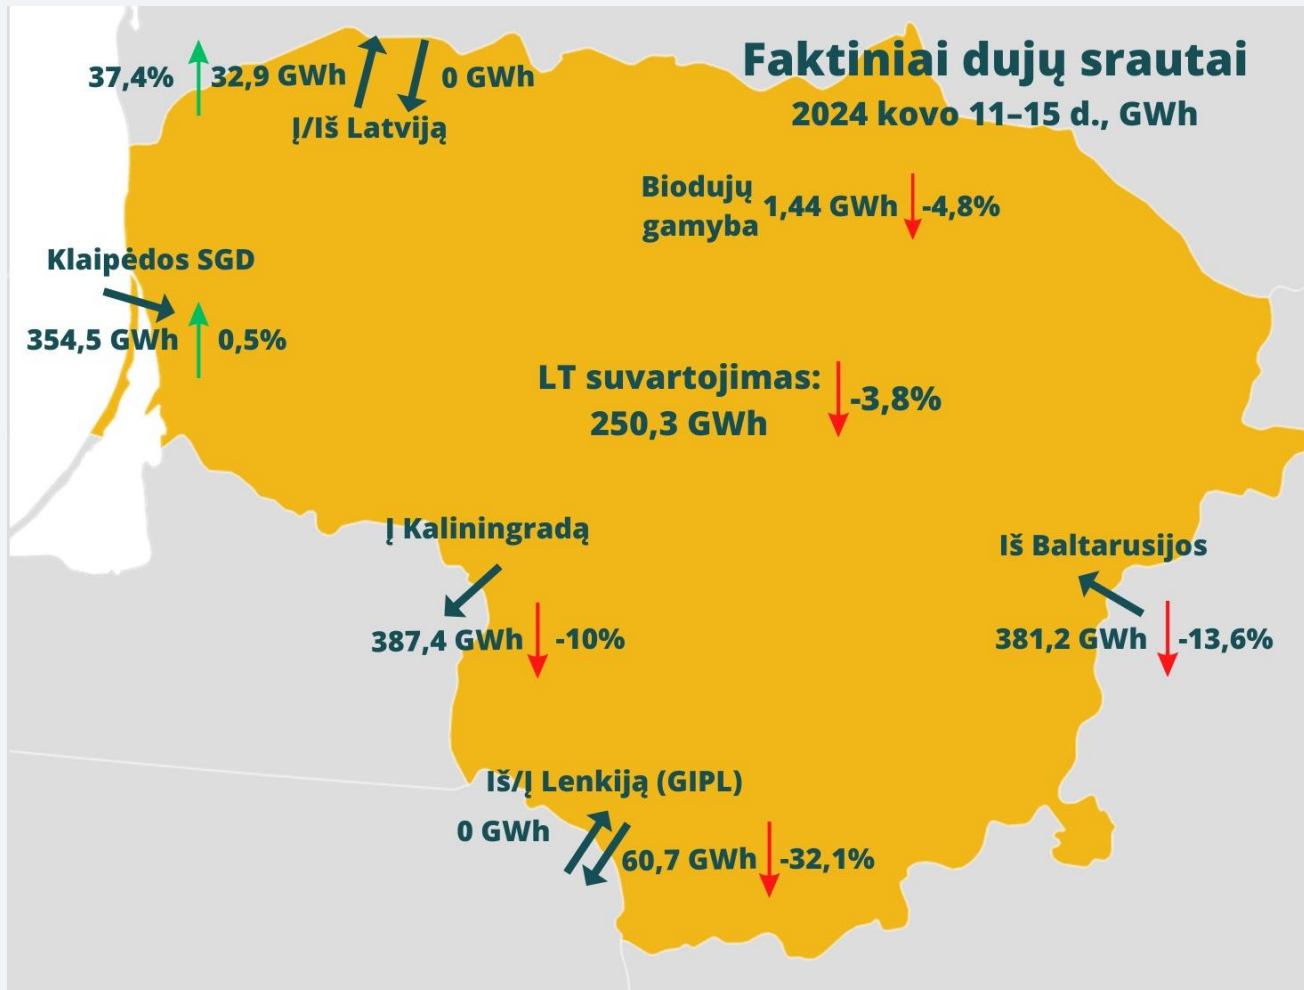 Faktiniai dujų srautai
2024 kovo 11–15 d., GWh
37,4% 32,9 GWh 0 GWh
Į/Iš Latviją
Biodujų
gamyba 1,44 GWh -4,8%
Klaipėdos SGD
354,5 GWh 0,5%
LT suvartojimas:
250,3 GWh -3,8%
Į Kaliningradą
387,4 GWh -10%
Iš Baltarusijos
381,2 GWh -13,6%
Iš/Į Lenkiją (GIPL)
0 GWh
60,7 GWh -32,1%